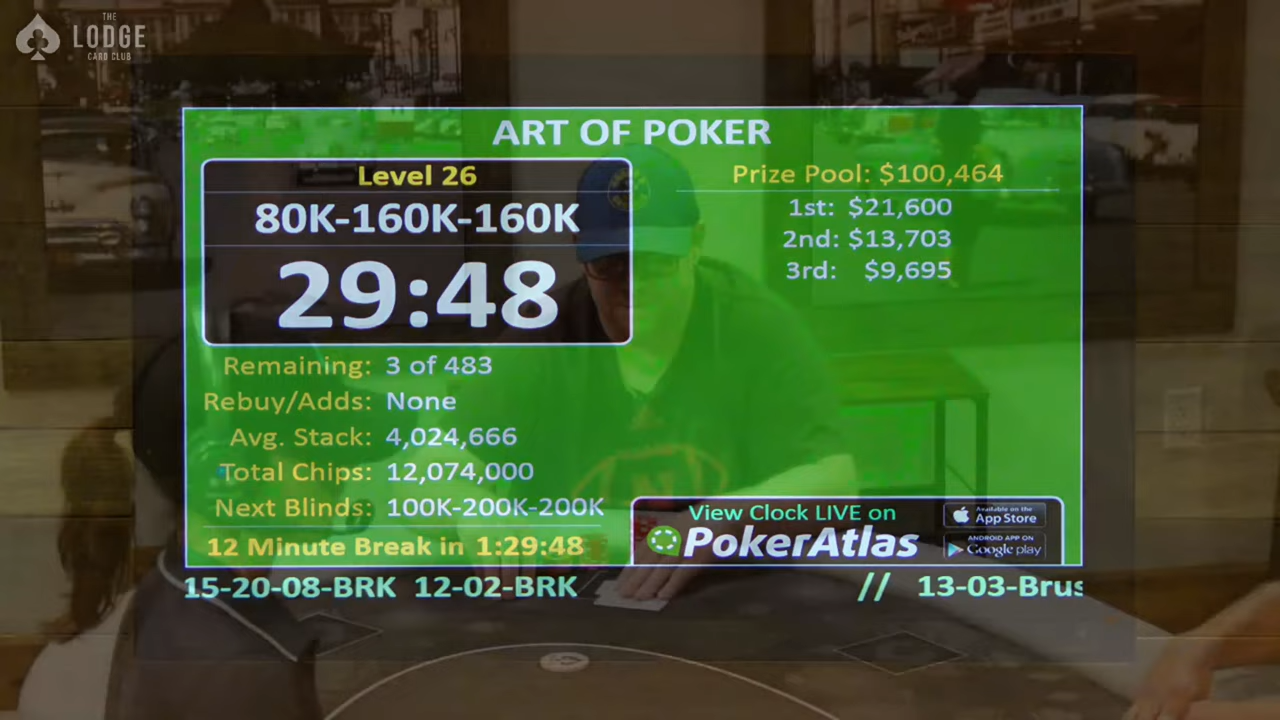 THE
LODGE
CARD CLUB
ART OF POKER
Level 26
80K-160K-160K
29:48
Prize Pool: $100,464
1st: $21,600
2nd: $13,703
3rd: $9,695
Remaining: 3 of 483
Rebuy/Adds: None
Avg. Stack: 4,024,666
Total Chips: 12,074,000
Next Blinds: 100K-200K-200K
12 Minute Break in 1:29:48
View Clock LIVE on
PokerAtlas
Available on the
App Store
ANDROID APP ON
Google play
15-20-08-BRK 12-02-BRK // 13-03-Brus